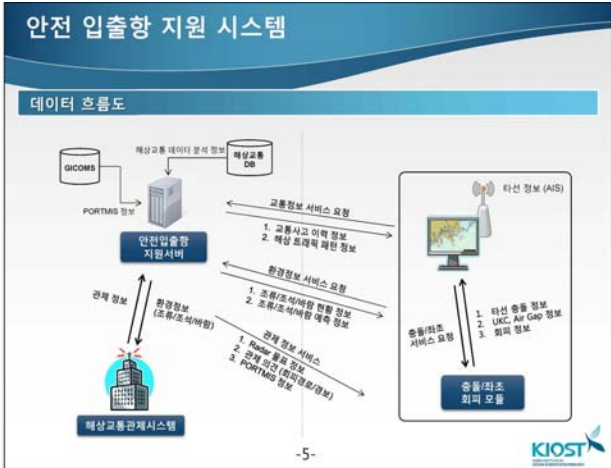 안전 입출항 지원 시스템
데이터 흐름도
해상교통 데이터 분석 정보
GICOMS
해상교통
DB
PORTMIS 정보
안전입출항
지원서버
교통정보 서비스 요청
1. 교통사고 이력 정보
2. 해상 트래픽 패턴 정보
타선 정보 (AIS)
환경정보 서비스 요청
1. 조류/조석/바람 현황 정보
2. 조류/조석/바람 예측 정보
관제 정보
환경정보
(조류/조석/바람)
관제 정보 서비스
1. Radar 물표 정보
2. 관제 의견 (회피경로/경보)
3. PORTMIS 정보
충돌/좌초
서비스 요청
1. 타선 충돌 정보
2. UKC, Air Gap 정보
3. 회피 정보
충돌/좌초
회피 모듈
해상교통관제시스템
-5-
KIOST